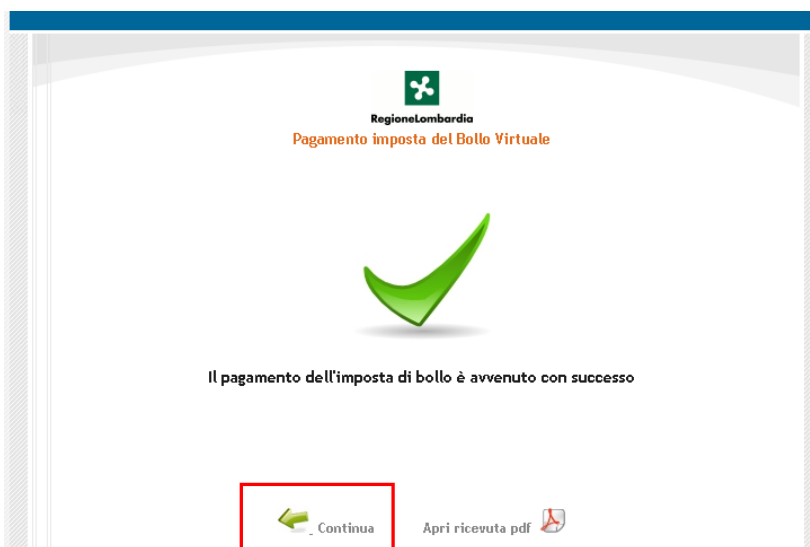 RegioneLombardia
Pagamento imposta del Bollo Virtuale
Il pagamento dell'imposta di bollo è avvenuto con successo
Continua Apri ricevuta pdf